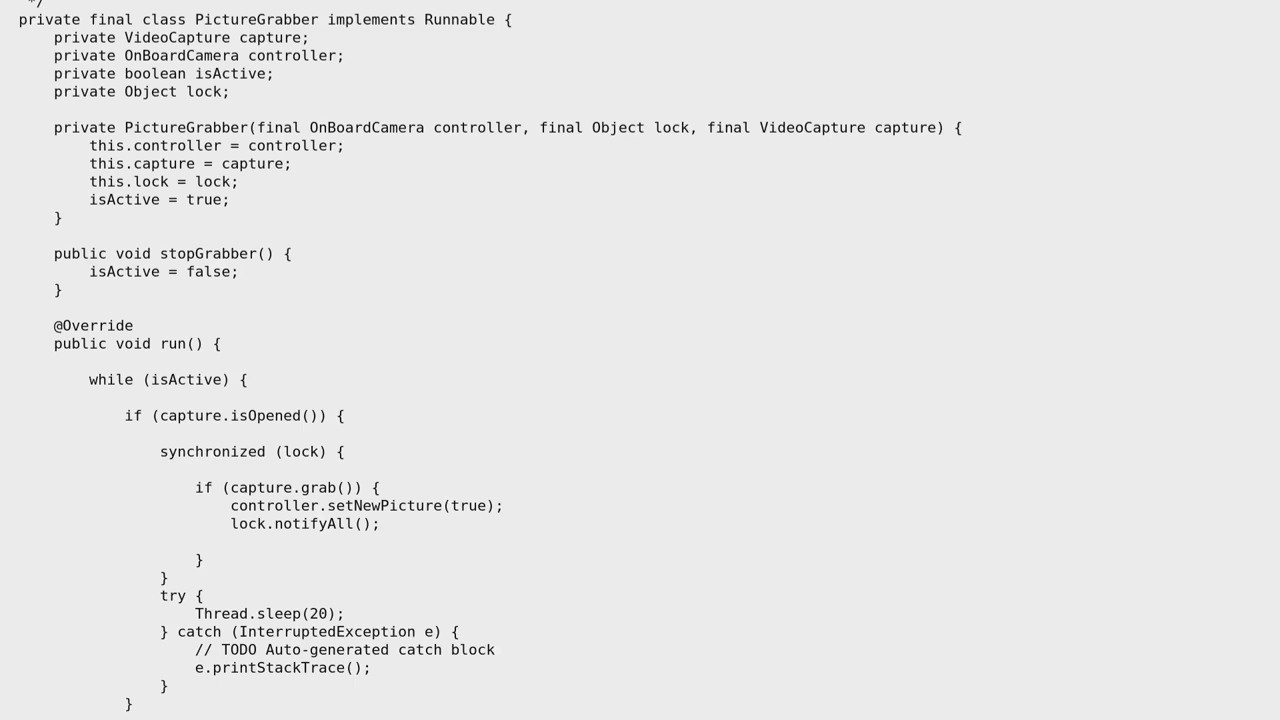 */
private final class PictureGrabber implements Runnable {
    private VideoCapture capture;
    private OnBoardCamera controller;
    private boolean isActive;
    private Object lock;

    private PictureGrabber(final OnBoardCamera controller, final Object lock, final VideoCapture capture) {
        this.controller = controller;
        this.capture = capture;
        this.lock = lock;
        isActive = true;
    }

    public void stopGrabber() {
        isActive = false;
    }

    @Override
    public void run() {

        while (isActive) {

            if (capture.isOpened()) {

                synchronized (lock) {

                    if (capture.grab()) {
                        controller.setNewPicture(true);
                        lock.notifyAll();

                    }
                }
                try {
                    Thread.sleep(20);
                } catch (InterruptedException e) {
                    // TODO Auto-generated catch block
                    e.printStackTrace();
                }
            }